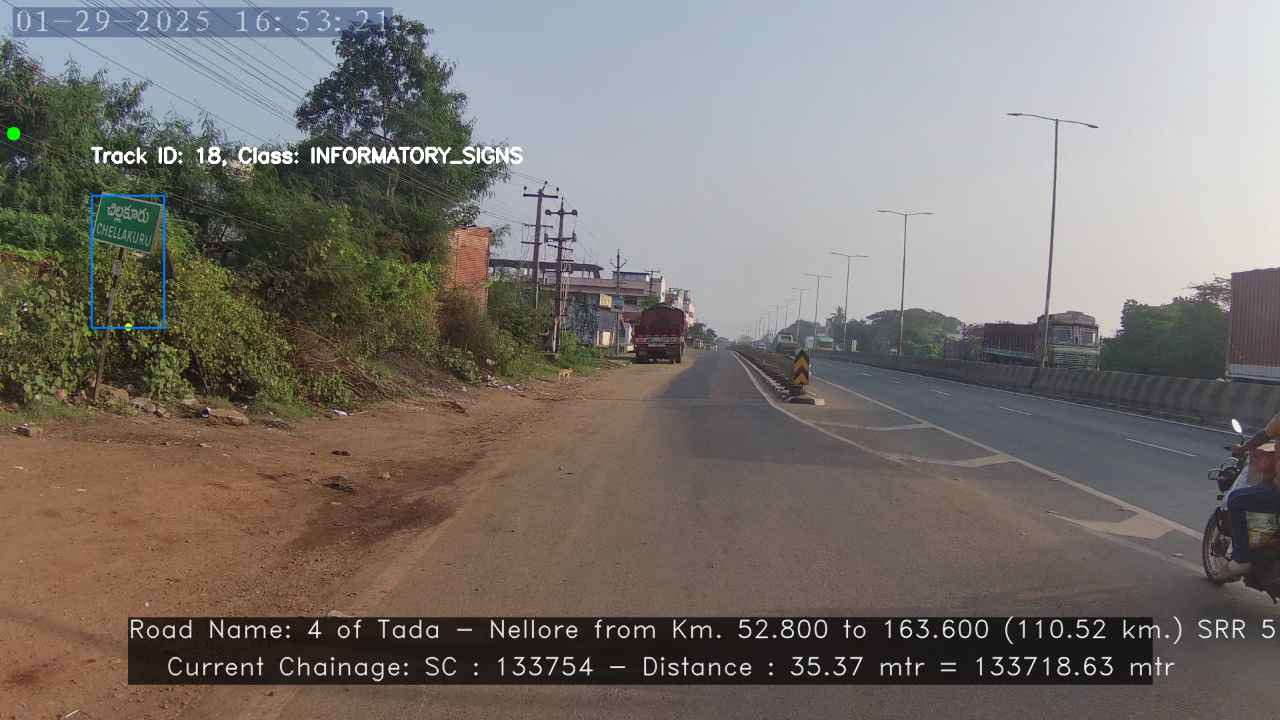 01-29-2025 16:53:21
Track ID: 18, Class: INFORMATORY_SIGNS
చిల్లకూరు
CHELLAKURU
Road Name: 4 of Tada - Nellore from Km. 52.800 to 163.600 (110.52 km.) SRR 5
Current Chainage: SC : 133754 - Distance : 35.37 mtr = 133718.63 mtr